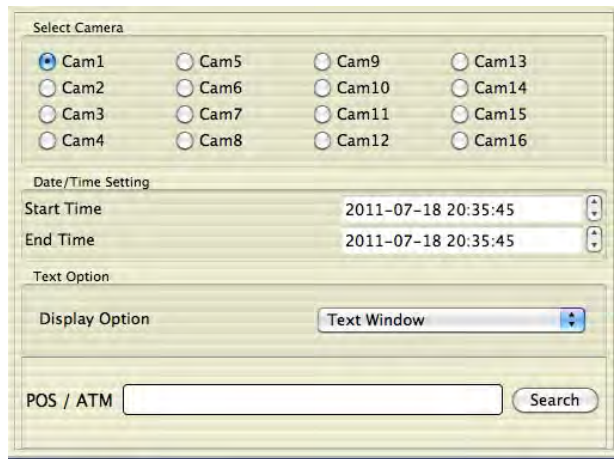 Select Camera
Cam1 Cam5 Cam9 Cam13
Cam2 Cam6 Cam10 Cam14
Cam3 Cam7 Cam11 Cam15
Cam4 Cam8 Cam12 Cam16
Date/Time Setting
Start Time 2011-07-18 20:35:45
End Time 2011-07-18 20:35:45
Text Option
Display Option Text Window
POS / ATM Search